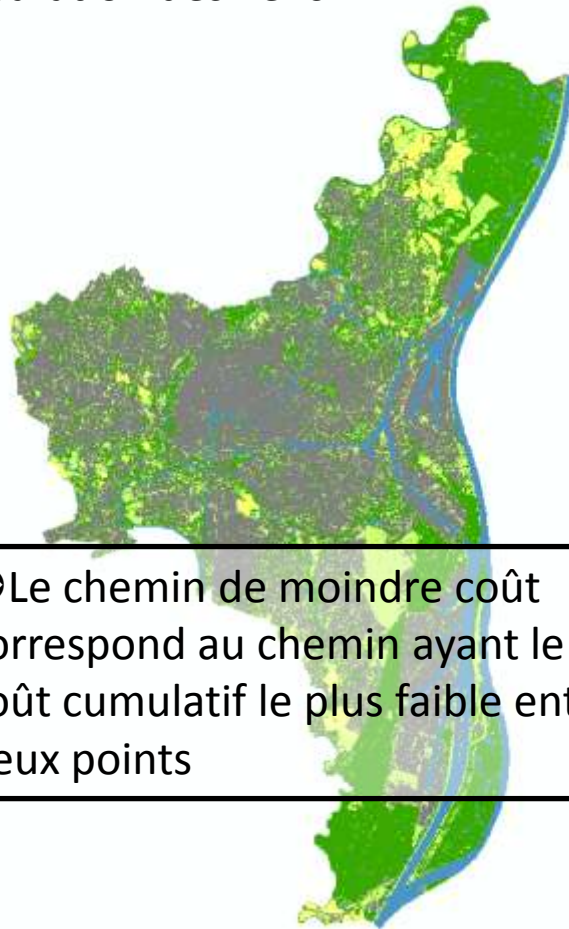 Le chemin de moindre coût
orrespond au chemin ayant le
oût cumulatif le plus faible ent
eux points